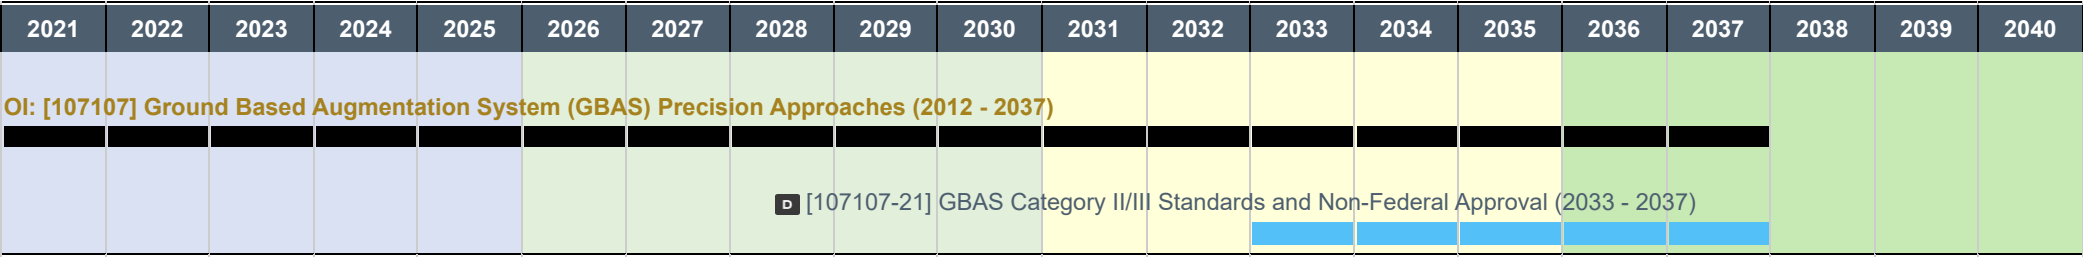 2021 2022 2023 2024 2025 2026 2027 2028 2029 2030 2031 2032 2033 2034 2035 2036 2037 2038 2039 2040
OI: [107107] Ground Based Augmentation System (GBAS) Precision Approaches (2012 - 2037)
D [107107-21] GBAS Category II/III Standards and Non-Federal Approval (2033 - 2037)